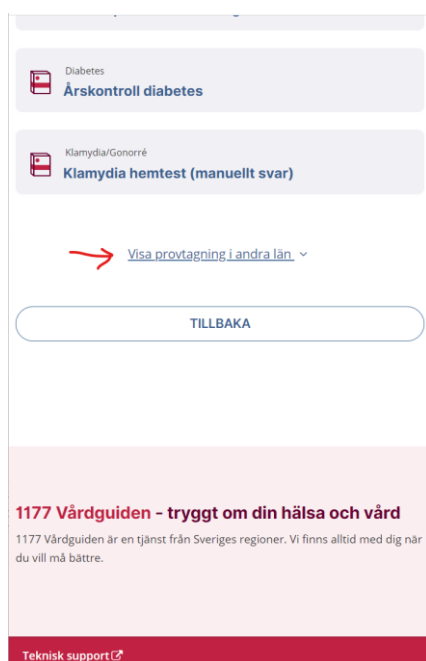 Diabetes
Årskontroll diabetes
Klamydia/Gonorré
Klamydia hemtest (manuellt svar)
Visa provtagning i andra län
TILLBAKA
1177 Vårdguiden – tryggt om din hälsa och vård
1177 Vårdguiden är en tjänst från Sveriges regioner. Vi finns alltid med dig när
du vill må bättre.
Teknisk support